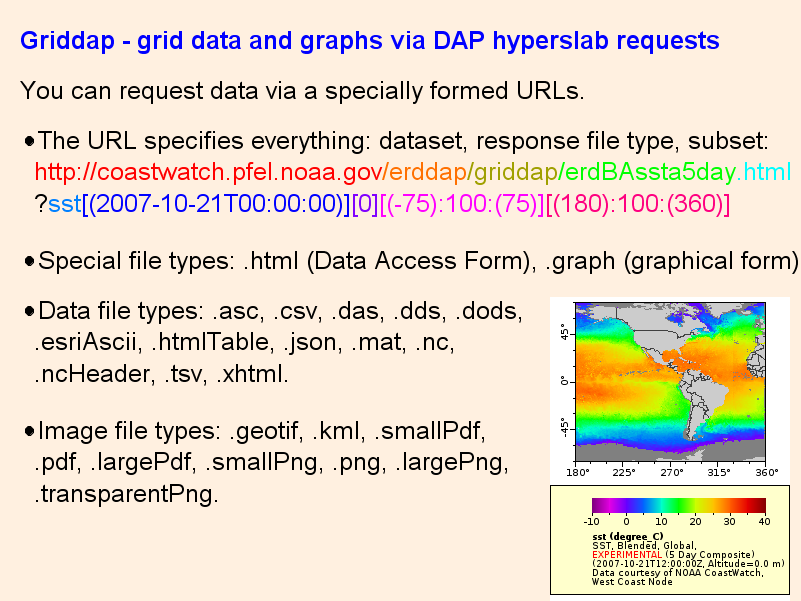 Griddap - grid data and graphs via DAP hyperslab requests
You can request data via a specially formed URLs.
•The URL specifies everything: dataset, response file type, subset:
http://coastwatch.pfel.noaa.gov/erddap/griddap/erdBAssta5day.html
?sst[(2007-10-21T00:00:00)][0][(-75):100:(75)][(180):100:(360)]
•Special file types: .html (Data Access Form), .graph (graphical form)
•Data file types: .asc, .csv, .das, .dds, .dods,
.esriAscii, .htmlTable, .json, .mat, .nc,
.ncHeader, .tsv, .xhtml.
•Image file types: .geotif, .kml, .smallPdf,
.pdf, .largePdf, .smallPng, .png, .largePng,
.transparentPng.
45°
0°
-45°
180° 225° 270° 315° 360°
-10 0 10 20 30 40
sst (degree_C)
SST, Blended, Global,
EXPERIMENTAL (5 Day Composite)
(2007-10-21T12:00:00Z, Altitude=0.0 m)
Data courtesy of NOAA CoastWatch,
West Coast Node